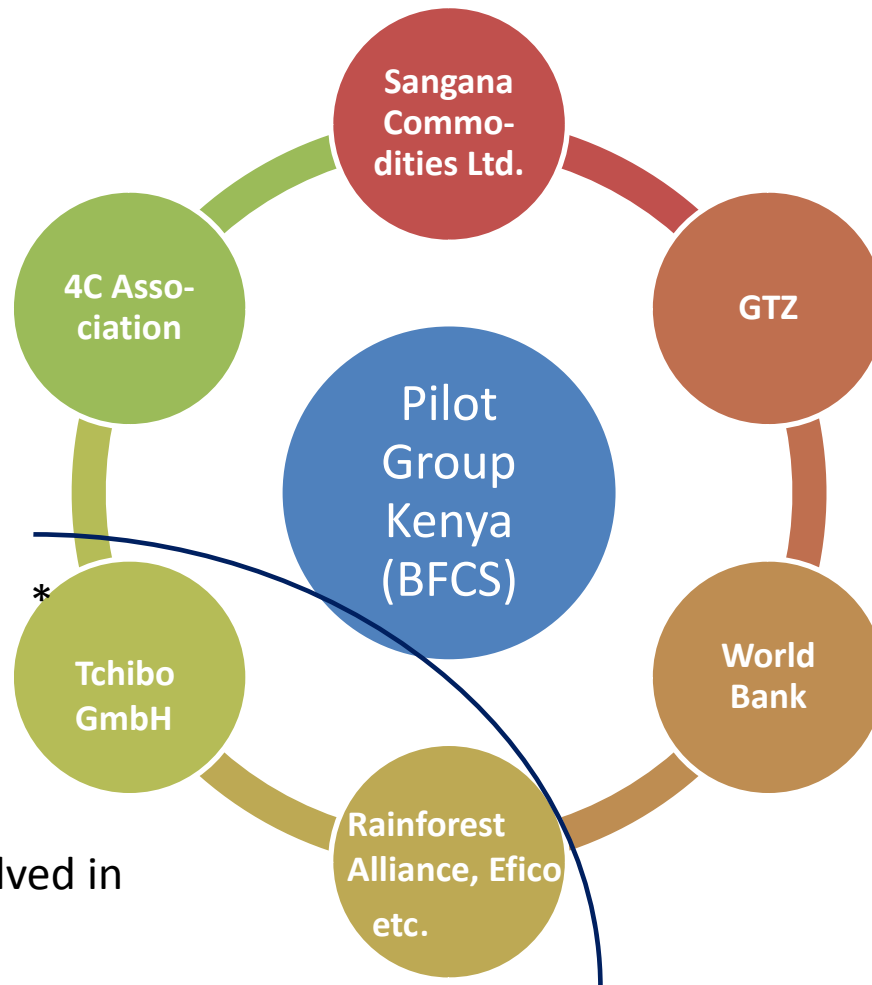 Sangana
Commo-
dities Ltd.
4C Asso-
ciation
GTZ
Pilot
Group
Kenya
(BFCS)
*
Tchibo
GmbH
World
Bank
Rainforest
Alliance, Efico
etc.
lved in